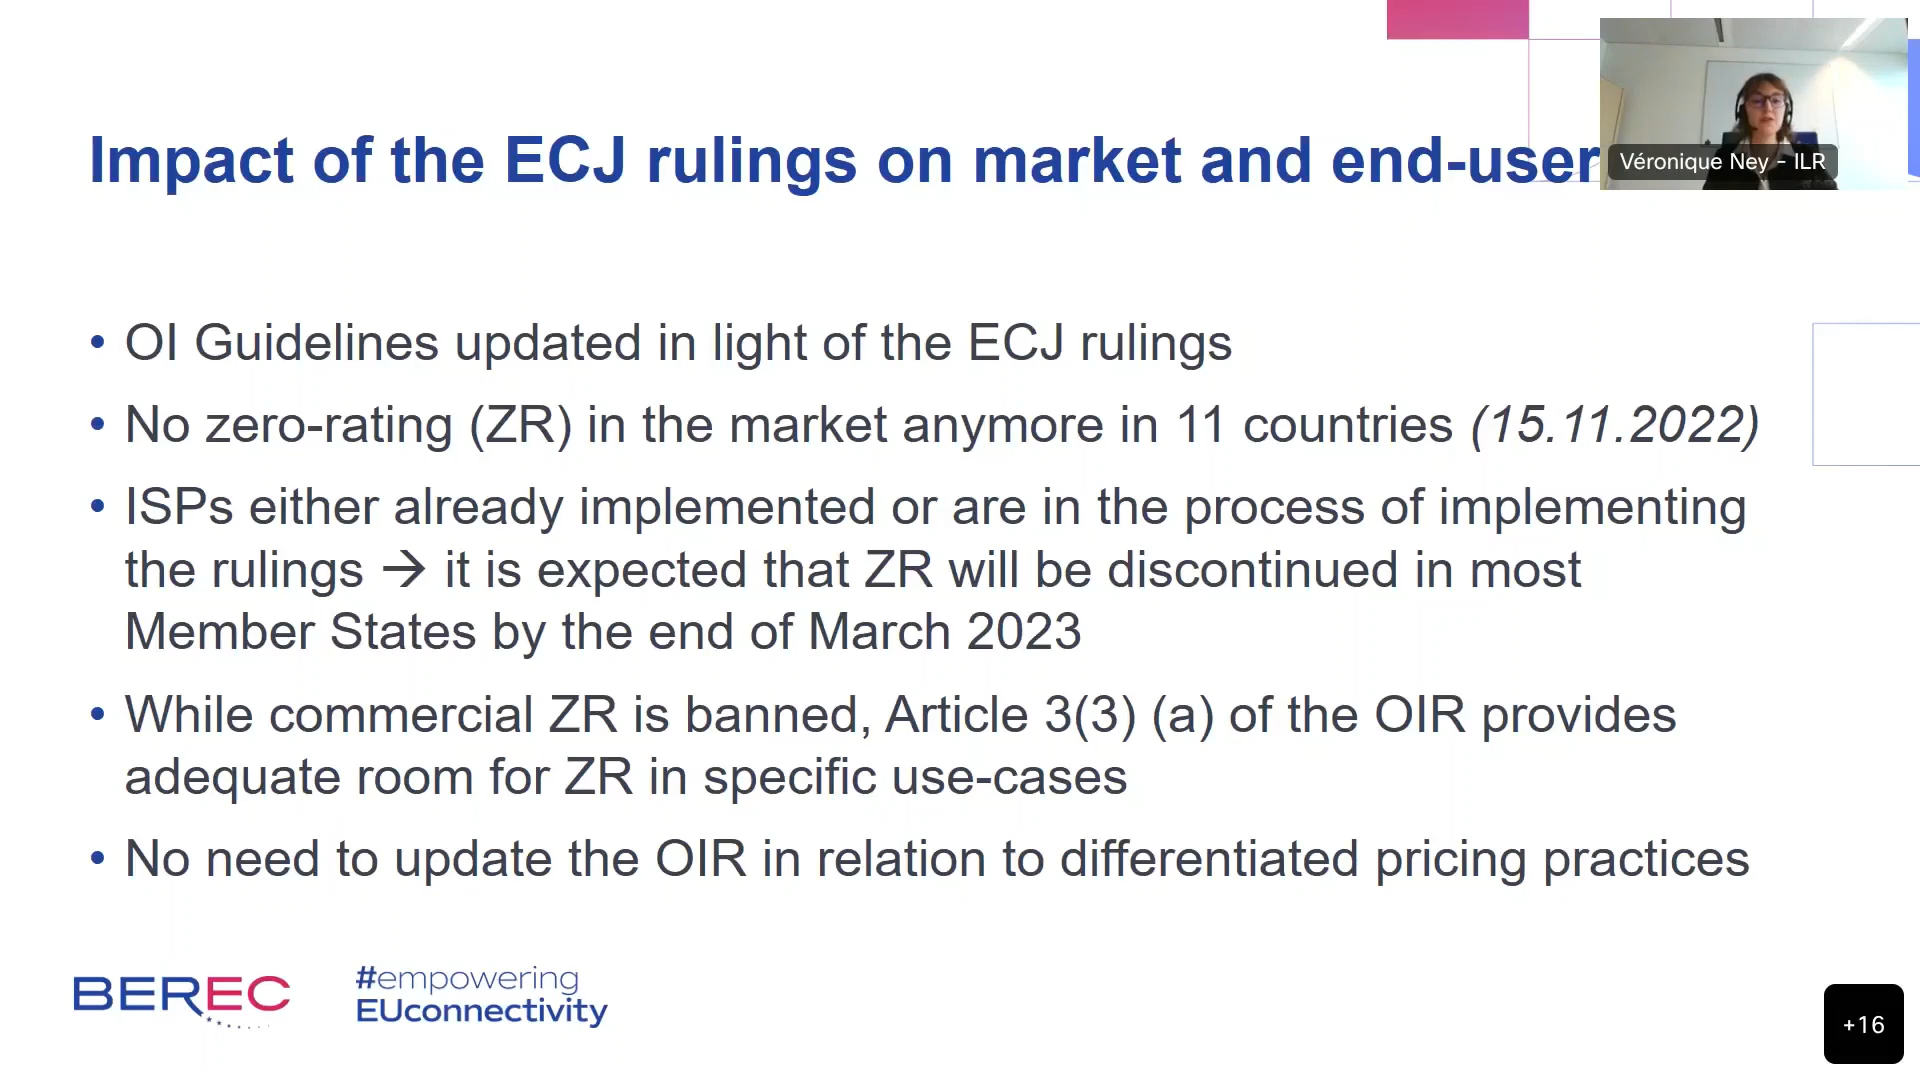 Impact of the ECJ rulings on market and end-user
Véronique Ney - ILR
• OI Guidelines updated in light of the ECJ rulings
• No zero-rating (ZR) in the market anymore in 11 countries (15.11.2022)
• ISPs either already implemented or are in the process of implementing
the rulings → it is expected that ZR will be discontinued in most
Member States by the end of March 2023
• While commercial ZR is banned, Article 3(3) (a) of the OIR provides
adequate room for ZR in specific use-cases
• No need to update the OIR in relation to differentiated pricing practices
BEREC
#empowering
EUconnectivity
+16